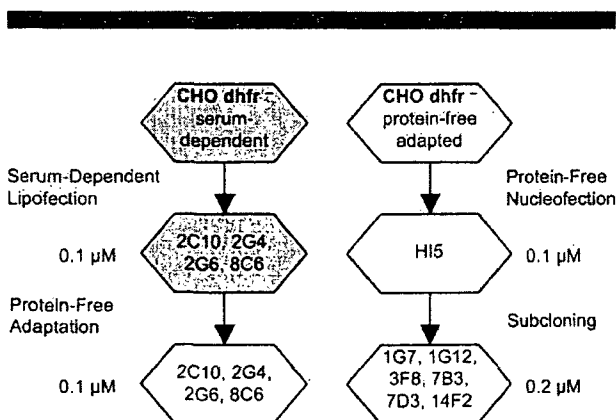 CHO dhfr⁻
serum-
dependent
CHO dhfr⁻
protein-free
adapted
Serum-Dependent
Lipofection
Protein-Free
Nucleofection
0.1 µM
2C10, 2G4,
2G6, 8C6
HI5
0.1 µM
Protein-Free
Adaptation
Subcloning
0.1 µM
2C10, 2G4,
2G6, 8C6
1G7, 1G12,
3F8, 7B3,
7D3, 14F2
0.2 µM